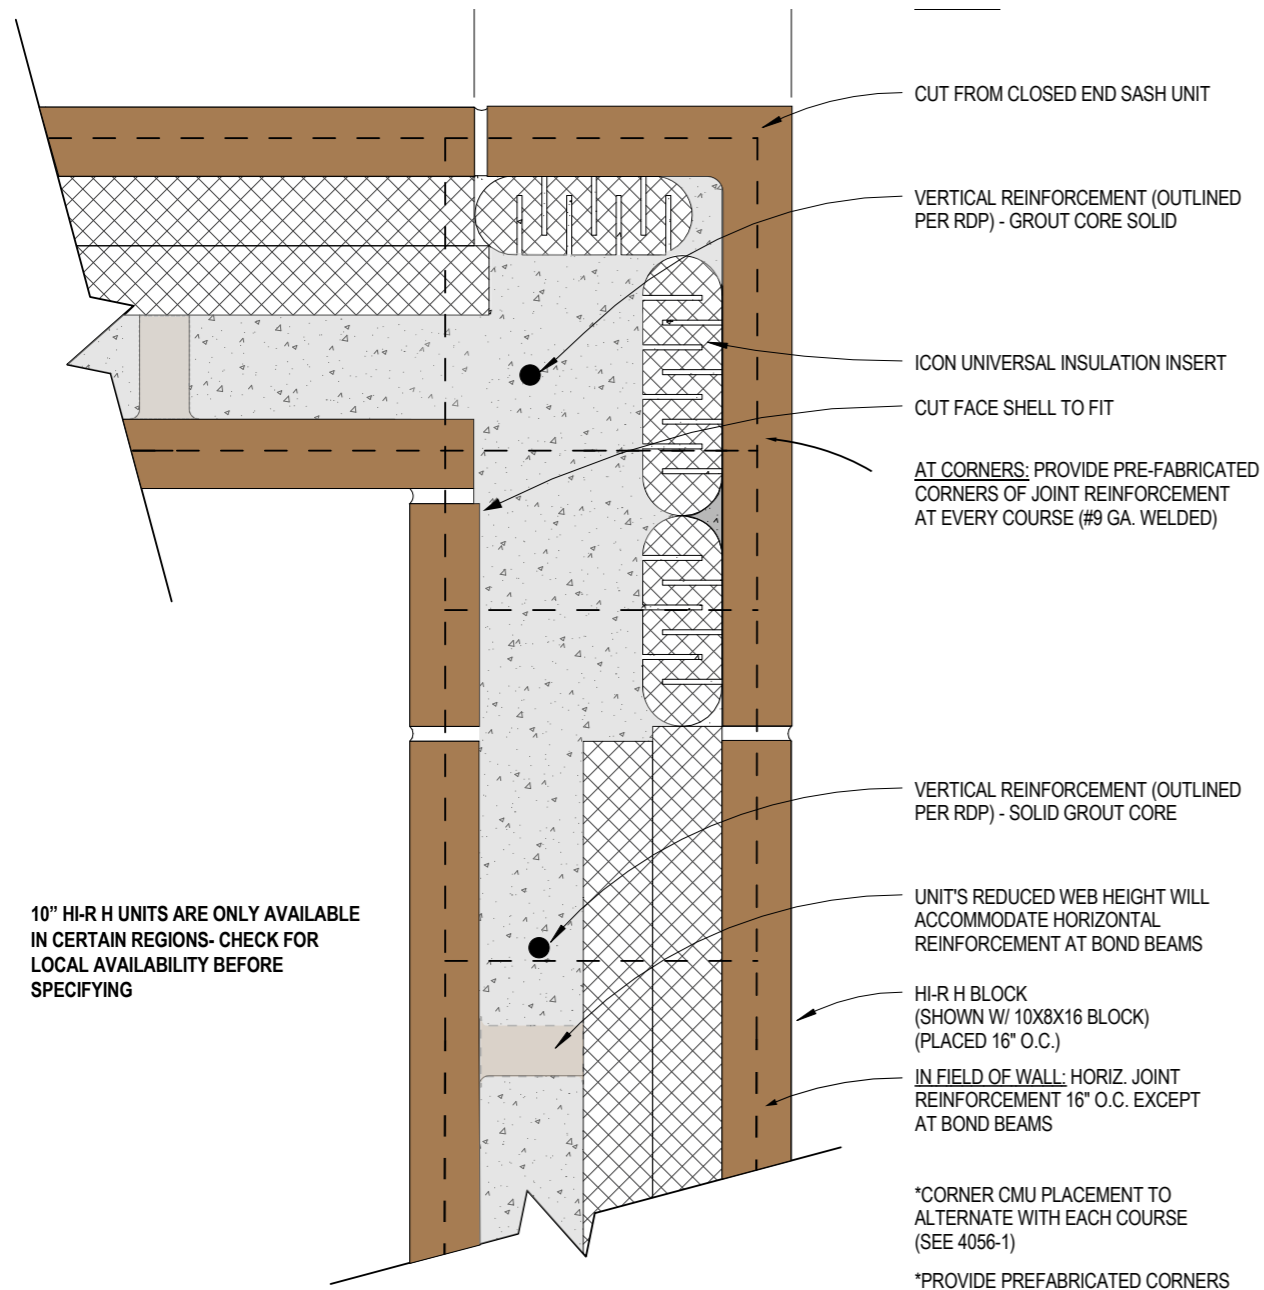 CUT FROM CLOSED END SASH UNIT
VERTICAL REINFORCEMENT (OUTLINED
PER RDP) - GROUT CORE SOLID
ICON UNIVERSAL INSULATION INSERT
CUT FACE SHELL TO FIT
AT CORNERS: PROVIDE PRE-FABRICATED
CORNERS OF JOINT REINFORCEMENT
AT EVERY COURSE (#9 GA. WELDED)
VERTICAL REINFORCEMENT (OUTLINED
PER RDP) - SOLID GROUT CORE
UNIT'S REDUCED WEB HEIGHT WILL
ACCOMMODATE HORIZONTAL
REINFORCEMENT AT BOND BEAMS
10” HI-R H UNITS ARE ONLY AVAILABLE
IN CERTAIN REGIONS- CHECK FOR
LOCAL AVAILABILITY BEFORE
SPECIFYING
HI-R H BLOCK
(SHOWN W/ 10X8X16 BLOCK)
(PLACED 16" O.C.)
IN FIELD OF WALL: HORIZ. JOINT
REINFORCEMENT 16" O.C. EXCEPT
AT BOND BEAMS
*CORNER CMU PLACEMENT TO
ALTERNATE WITH EACH COURSE
(SEE 4056-1)
*PROVIDE PREFABRICATED CORNERS